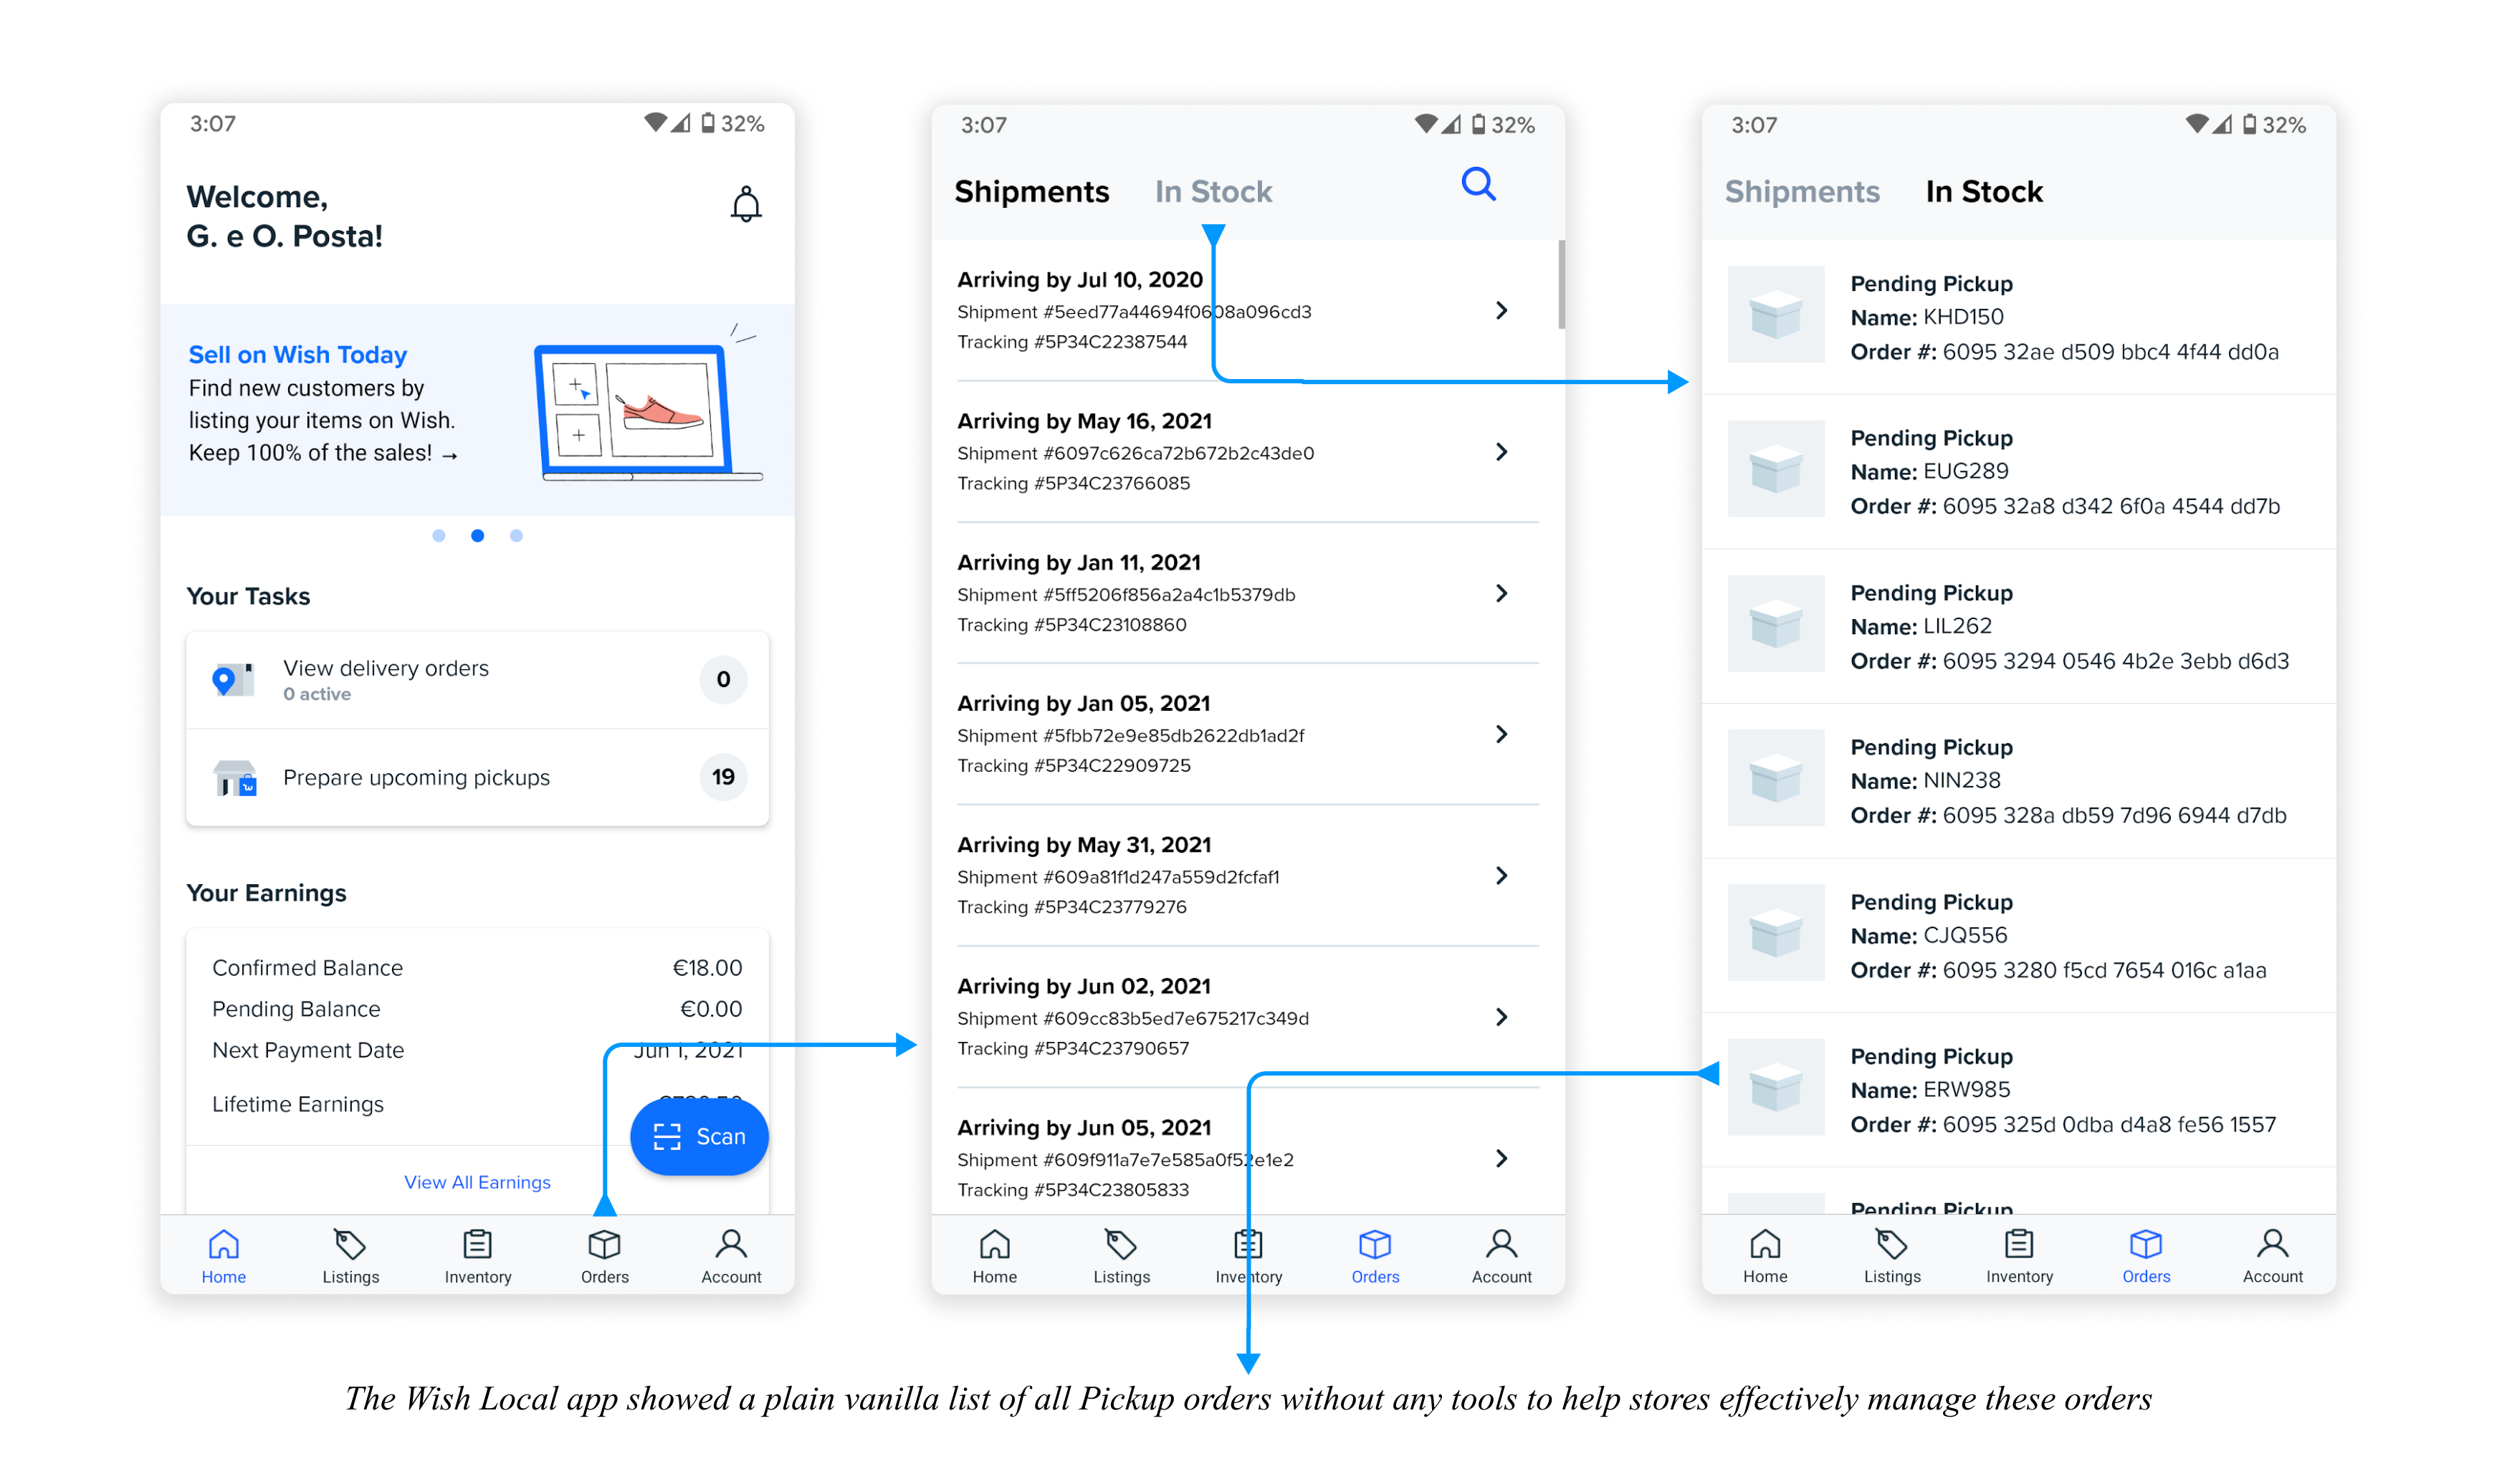 3:07
32%
Welcome,
G. e O. Posta!
Sell on Wish Today
Find new customers by
listing your items on Wish.
Keep 100% of the sales! →
Your Tasks
View delivery orders
0 active
0
Prepare upcoming pickups
19
Your Earnings
Confirmed Balance €18.00
Pending Balance €0.00
Next Payment Date Jun 1, 2021
Lifetime Earnings
Scan
View All Earnings
Home Listings Inventory Orders Account
3:07
32%
Shipments In Stock
Arriving by Jul 10, 2020
Shipment #5eed77a44694f0608a096cd3
Tracking #5P34C22387544
Arriving by May 16, 2021
Shipment #6097c626ca72b672b2c43de0
Tracking #5P34C23766085
Arriving by Jan 11, 2021
Shipment #5ff5206f856a2a4c1b5379db
Tracking #5P34C23108860
Arriving by Jan 05, 2021
Shipment #5fbb72e9e85db2622db1ad2f
Tracking #5P34C22909725
Arriving by May 31, 2021
Shipment #609a81f1d247a559d2fcfaf1
Tracking #5P34C23779276
Arriving by Jun 02, 2021
Shipment #609cc83b5ed7e675217c349d
Tracking #5P34C23790657
Arriving by Jun 05, 2021
Shipment #609f911a7e7e585a0f52e1e2
Tracking #5P34C23805833
Home Listings Inventory Orders Account
3:07
32%
Shipments In Stock
Pending Pickup
Name: KHD150
Order #: 6095 32ae d509 bbc4 4f44 dd0a
Pending Pickup
Name: EUG289
Order #: 6095 32a8 d342 6f0a 4544 dd7b
Pending Pickup
Name: LIL262
Order #: 6095 3294 0546 4b2e 3ebb d6d3
Pending Pickup
Name: NIN238
Order #: 6095 328a db59 7d96 6944 d7db
Pending Pickup
Name: CJQ556
Order #: 6095 3280 f5cd 7654 016c a1aa
Pending Pickup
Name: ERW985
Order #: 6095 325d 0dba d4a8 fe56 1557
Pending Pickup
Home Listings Inventory Orders Account
The Wish Local app showed a plain vanilla list of all Pickup orders without any tools to help stores effectively manage these orders